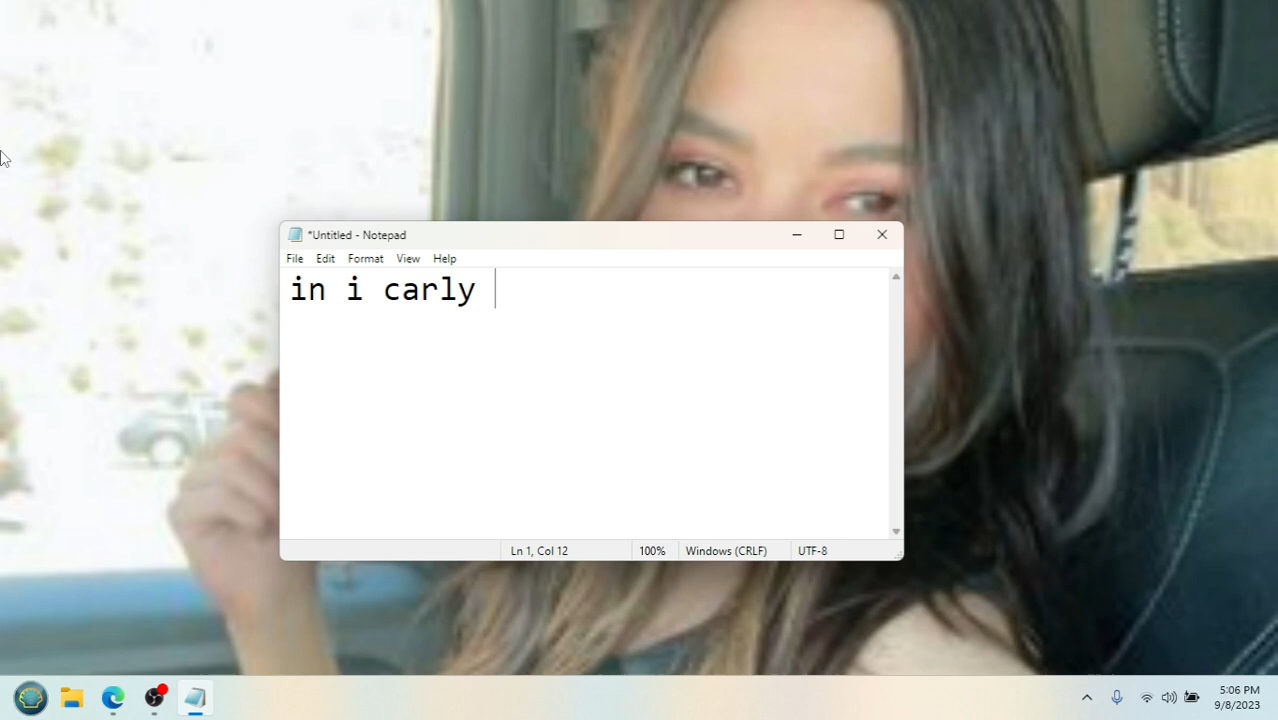 *Untitled - Notepad
File Edit Format View Help
in i carly
Ln 1, Col 12 100% Windows (CRLF) UTF-8
5:06 PM
9/8/2023